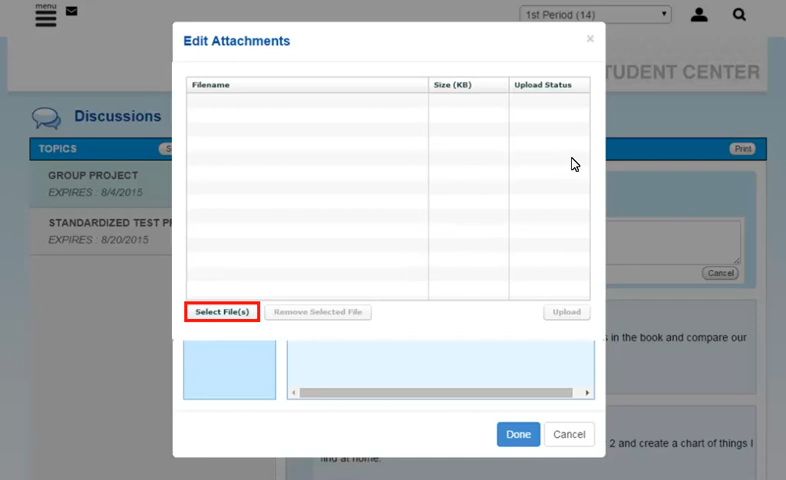 menu
1st Period (14)
Edit Attachments
×
TUDENT CENTER
Discussions
Filename Size (KB) Upload Status
TOPICS
Print
GROUP PROJECT
EXPIRES : 8/4/2015
STANDARDIZED TEST
EXPIRES : 8/20/2015
Cancel
Select File(s) Remove Selected File Upload
in the book and compare our
Done Cancel
2 and create a chart of things I
find at home.